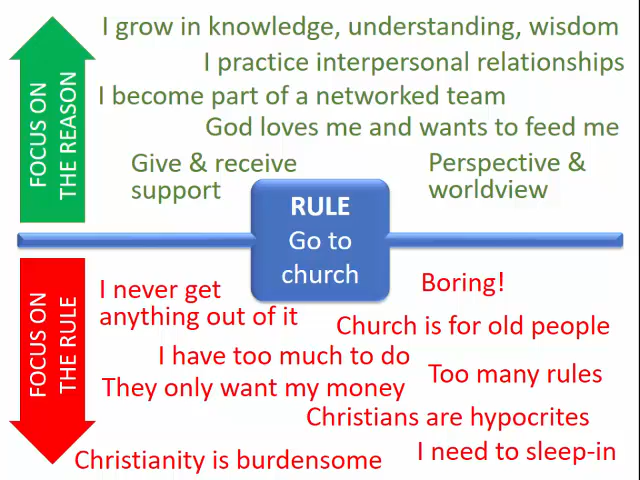 I grow in knowledge, understanding, wisdom
I practice interpersonal relationships
I become part of a networked team
God loves me and wants to feed me
Give & receive
support
Perspective &
worldview
FOCUS ON
THE REASON
RULE
Go to
church
FOCUS ON
THE RULE
I never get
anything out of it
Boring!
Church is for old people
I have too much to do
They only want my money
Too many rules
Christians are hypocrites
I need to sleep-in
Christianity is burdensome